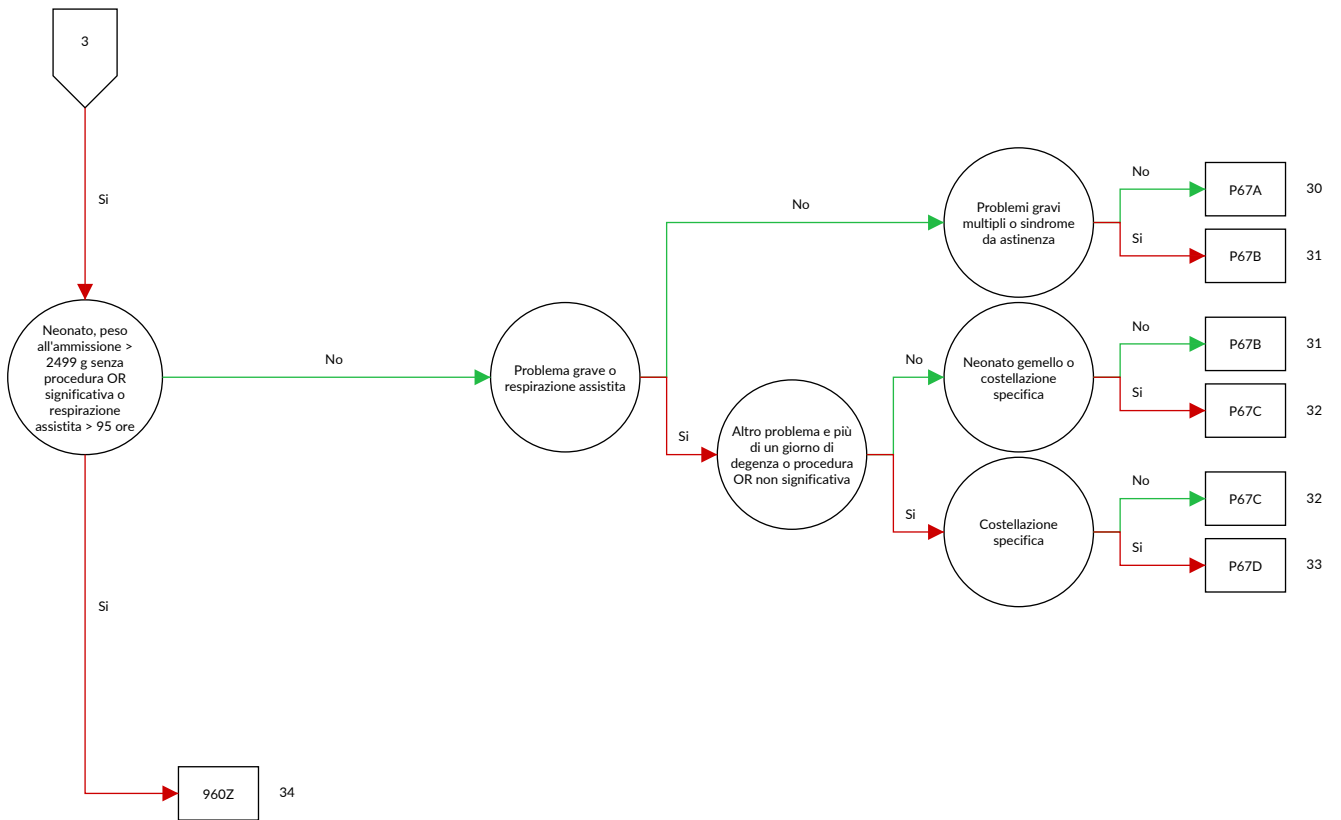 3
Si
Neonato, peso
all'ammissione >
2499 g senza
procedura OR
significativa o
respirazione
assistita > 95 ore
No
Problema grave o
respirazione assistita
No
Si
Problemi gravi
multipli o sindrome
da astinenza
No
P67A
30
Si
P67B
31
Altro problema e più
di un giorno di
degenza o procedura
OR non significativa
No
Neonato gemello o
costellazione
specifica
No
P67B
31
Si
P67C
32
Si
Costellazione
specifica
No
P67C
32
Si
P67D
33
Si
960Z
34